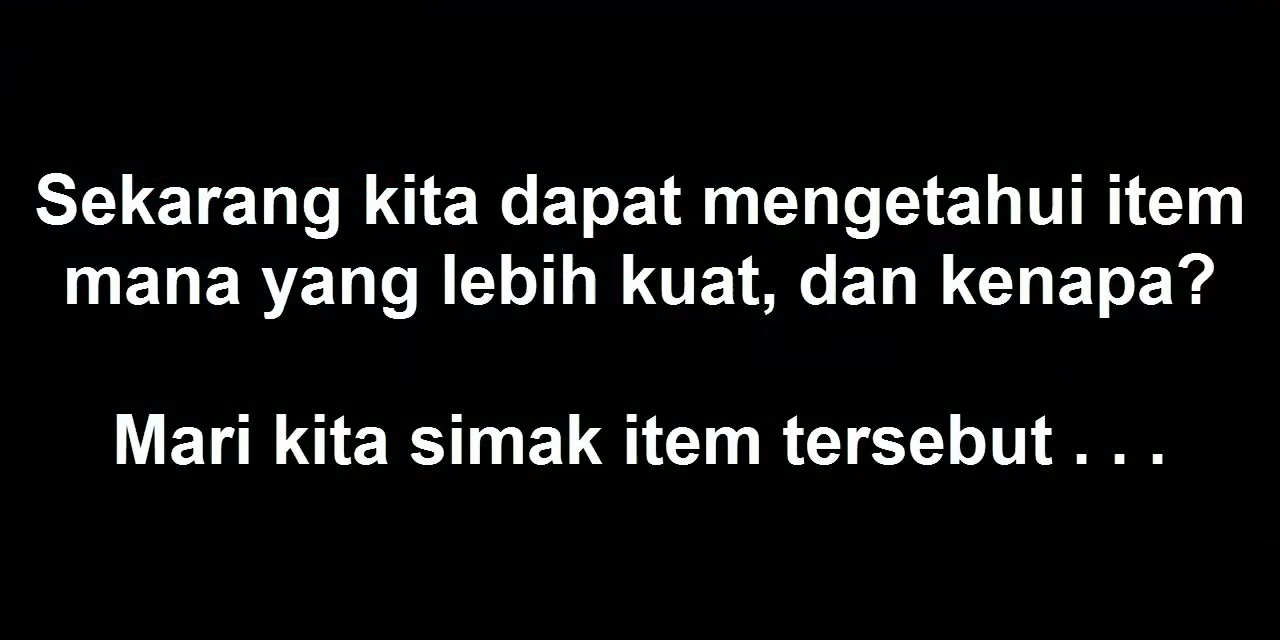 Sekarang kita dapat mengetahui item
mana yang lebih kuat, dan kenapa?
Mari kita simak item tersebut . . .